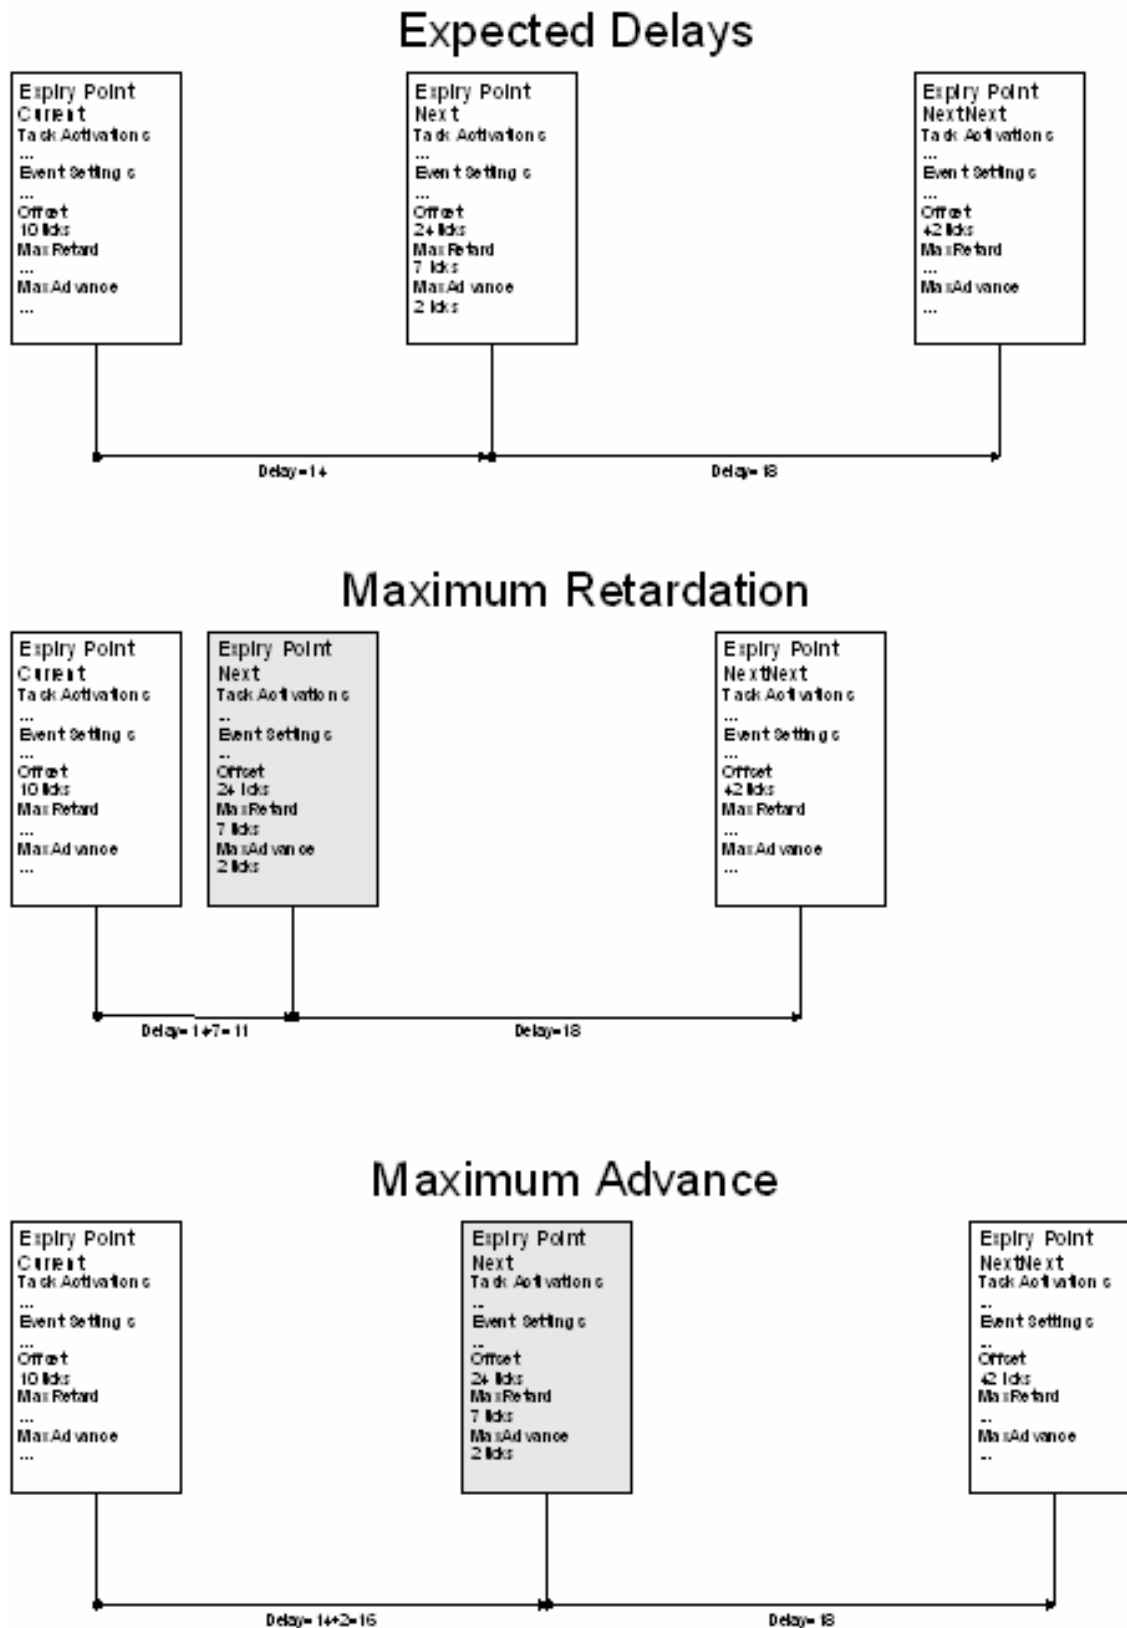 Expected Delays
Expiry Point
Current
Task Activations
...
Event Settings
...
Offset
10 ticks
MaxRetard
...
MaxAdvance
...
Expiry Point
Next
Task Activations
...
Event Settings
...
Offset
24 ticks
MaxRetard
7 ticks
MaxAdvance
2 ticks
Expiry Point
NextNext
Task Activations
...
Event Settings
...
Offset
42 ticks
MaxRetard
...
MaxAdvance
...
Delay=14
Delay=18
Maximum Retardation
Expiry Point
Current
Task Activations
...
Event Settings
...
Offset
10 ticks
MaxRetard
...
MaxAdvance
...
Expiry Point
Next
Task Activations
...
Event Settings
...
Offset
24 ticks
MaxRetard
7 ticks
MaxAdvance
2 ticks
Expiry Point
NextNext
Task Activations
...
Event Settings
...
Offset
42 ticks
MaxRetard
...
MaxAdvance
...
Delay= 1+7= 11
Delay=18
Maximum Advance
Expiry Point
Current
Task Activations
...
Event Settings
...
Offset
10 ticks
MaxRetard
...
MaxAdvance
...
Expiry Point
Next
Task Activations
...
Event Settings
...
Offset
24 ticks
MaxRetard
7 ticks
MaxAdvance
2 ticks
Expiry Point
NextNext
Task Activations
...
Event Settings
...
Offset
42 ticks
MaxRetard
...
MaxAdvance
...
Delay=14+2=16
Delay=18